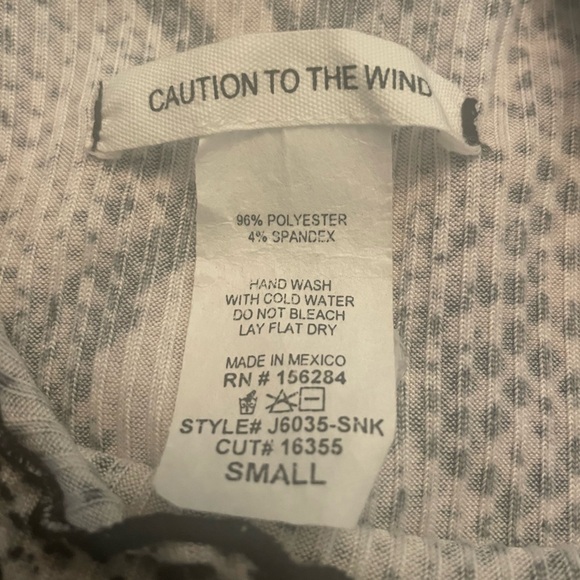 CAUTION TO THE WIND
96% POLYESTER
4% SPANDEX
HAND WASH
WITH COLD WATER
DO NOT BLEACH
LAY FLAT DRY
MADE IN MEXICO
RN # 156284
STYLE# J6035-SNK
CUT# 16355
SMALL